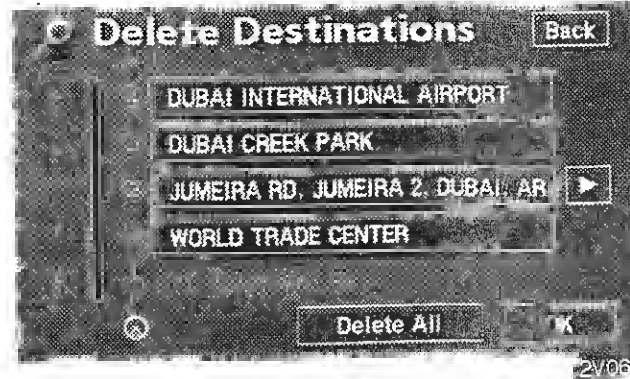 Delete Destinations
Back
DUBAI INTERNATIONAL AIRPORT
DUBAI CREEK PARK
JUMEIRA RD, JUMEIRA 2, DUBAI, AR
WORLD TRADE CENTER
Delete All
2V06